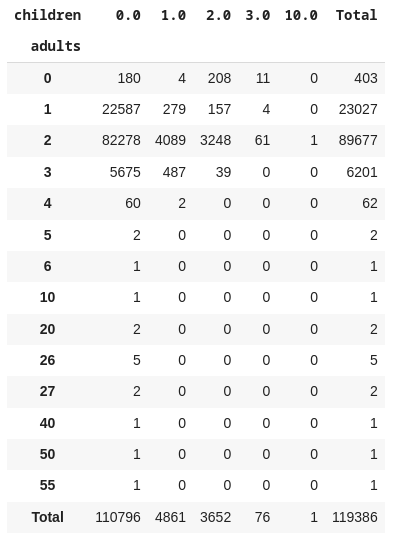 children 0.0 1.0 2.0 3.0 10.0 Total
adults
0 180 4 208 11 0 403
1 22587 279 157 4 0 23027
2 82278 4089 3248 61 1 89677
3 5675 487 39 0 0 6201
4 60 2 0 0 0 62
5 2 0 0 0 0 2
6 1 0 0 0 0 1
10 1 0 0 0 0 1
20 2 0 0 0 0 2
26 5 0 0 0 0 5
27 2 0 0 0 0 2
40 1 0 0 0 0 1
50 1 0 0 0 0 1
55 1 0 0 0 0 1
Total 110796 4861 3652 76 1 119386